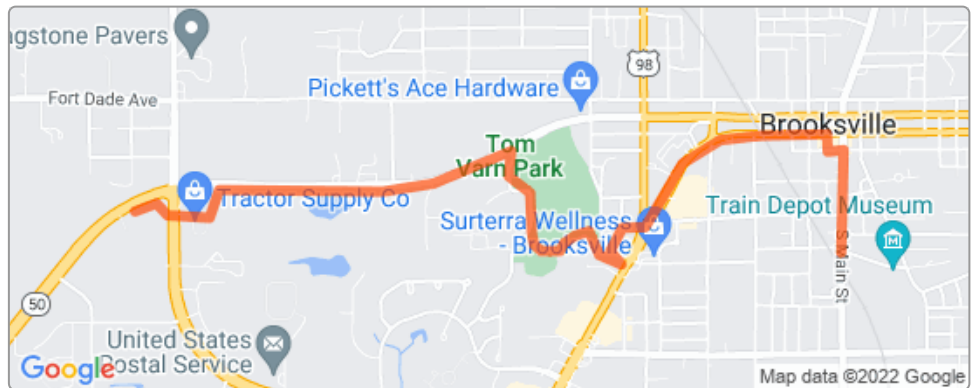 agstone Pavers
98
Pickett's Ace Hardware
Fort Dade Ave
Brooksville
Tom
Varn Park
Tractor Supply Co
Surterra Wellness
- Brooksville
Train Depot Museum
S Main St
50
United States
Postal Service
Google
Map data ©2022 Google